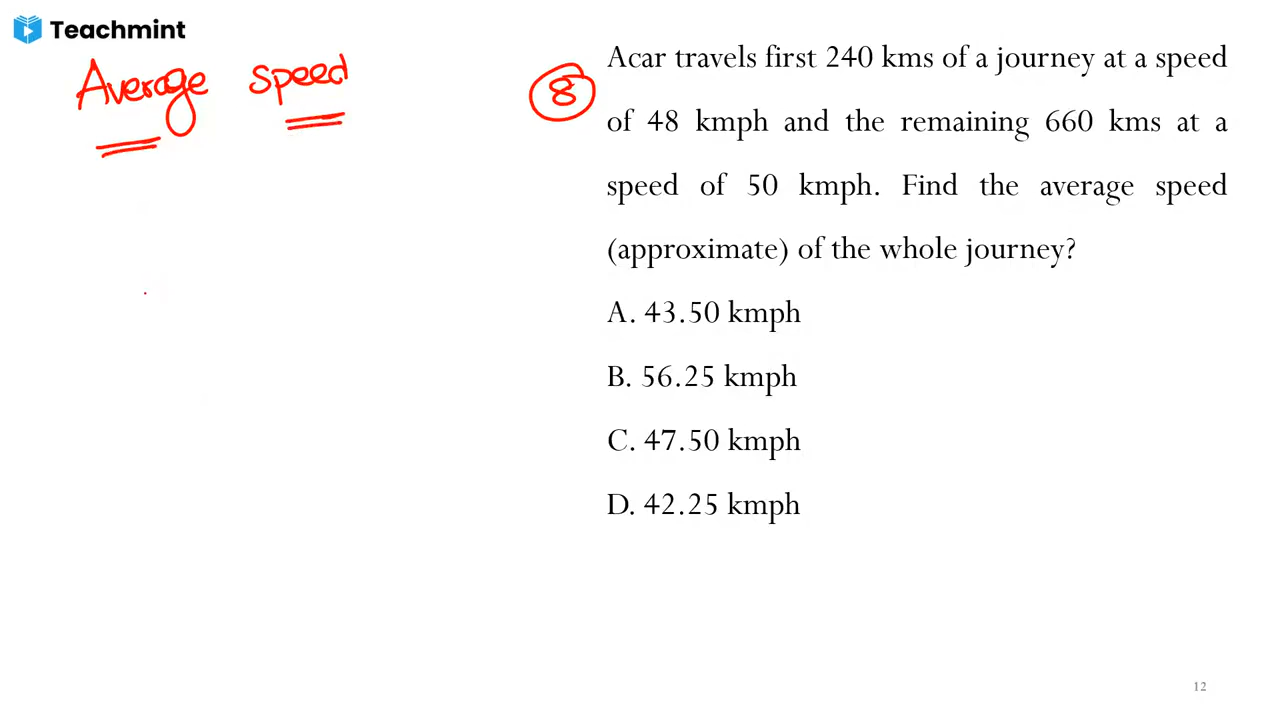 Teachmint
Average speed
8
Acar travels first 240 kms of a journey at a speed
of 48 kmph and the remaining 660 kms at a
speed of 50 kmph. Find the average speed
(approximate) of the whole journey?
A. 43.50 kmph
B. 56.25 kmph
C. 47.50 kmph
D. 42.25 kmph
12